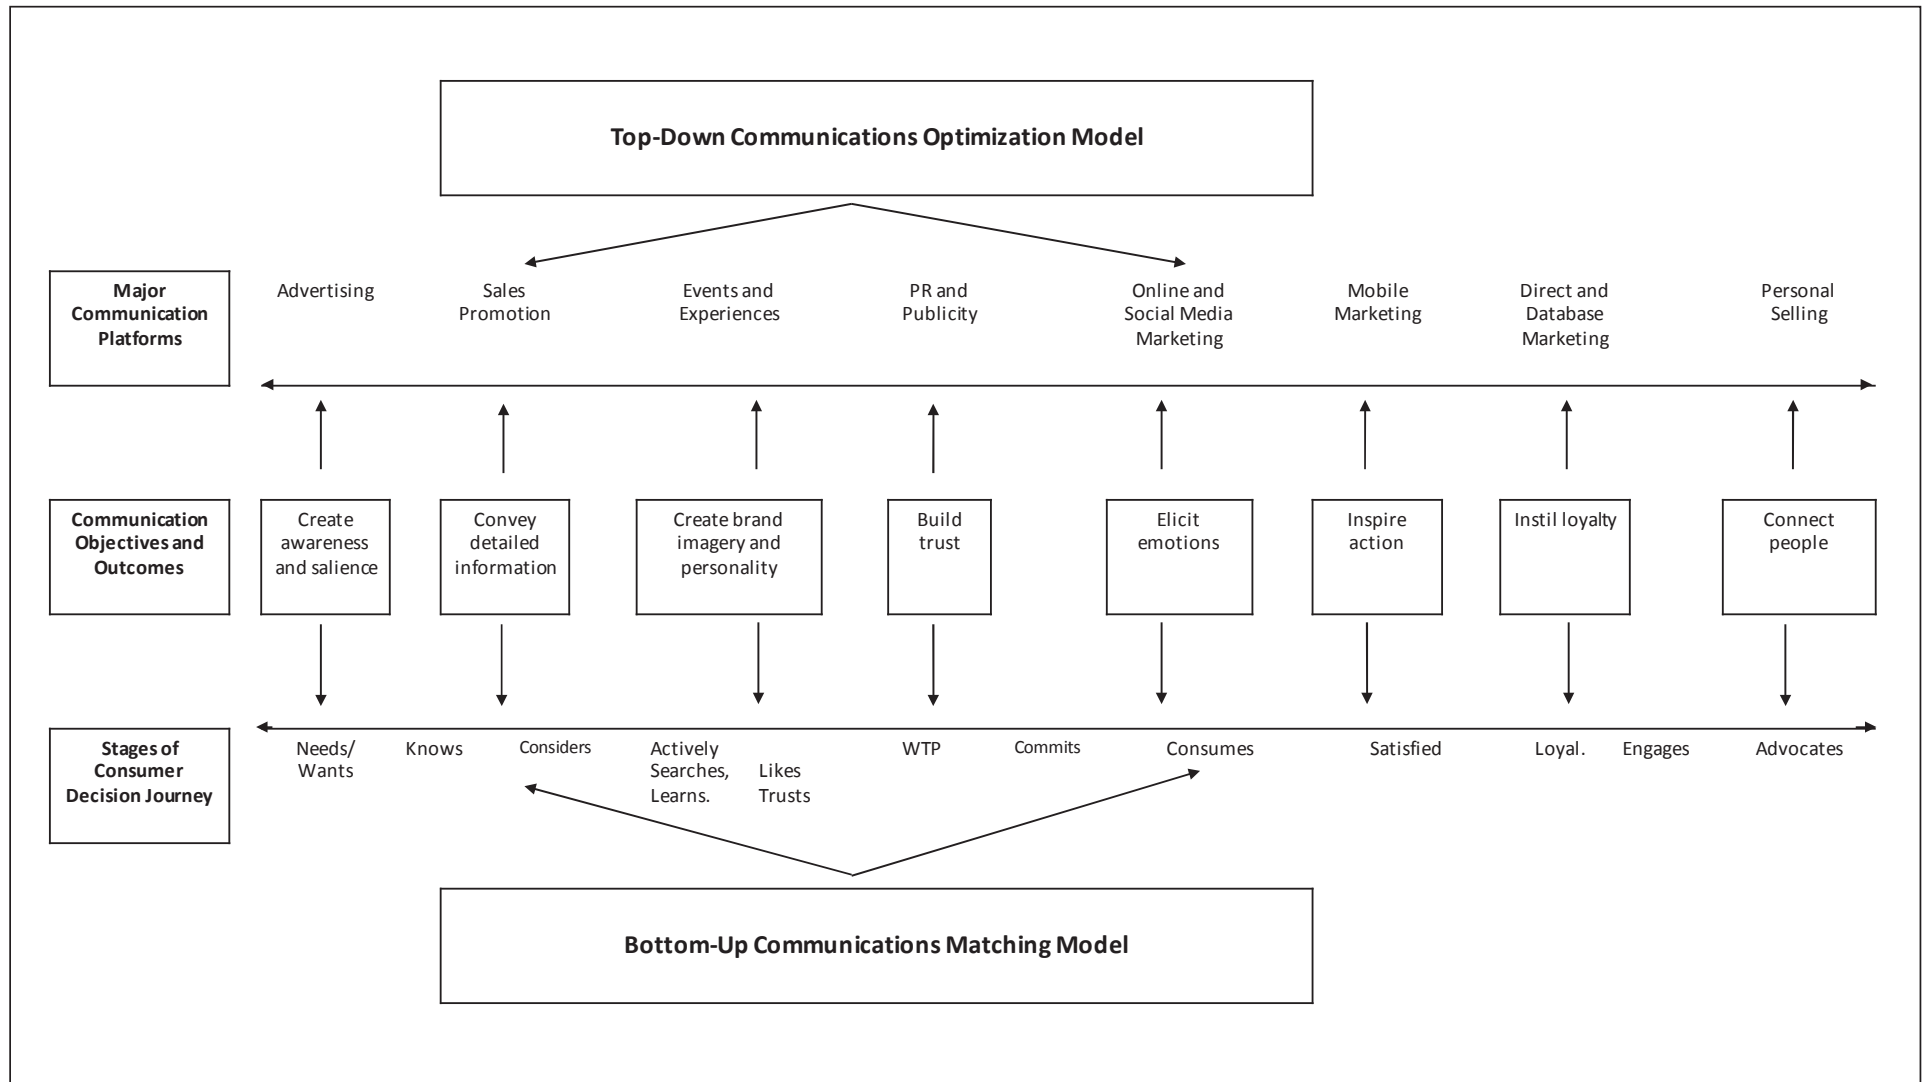 Top-Down Communications Optimization Model
Major
Communication
Platforms
Advertising
Sales
Promotion
Events and
Experiences
PR and
Publicity
Online and
Social Media
Marketing
Mobile
Marketing
Direct and
Database
Marketing
Personal
Selling
Communication
Objectives and
Outcomes
Create
awareness
and salience
Convey
detailed
information
Create brand
imagery and
personality
Build
trust
Elicit
emotions
Inspire
action
Instil loyalty
Connect
people
Stages of
Consumer
Decision Journey
Needs/
Wants
Knows
Considers
Actively
Searches,
Learns.
Likes
Trusts
WTP
Commits
Consumes
Satisfied
Loyal.
Engages
Advocates
Bottom-Up Communications Matching Model